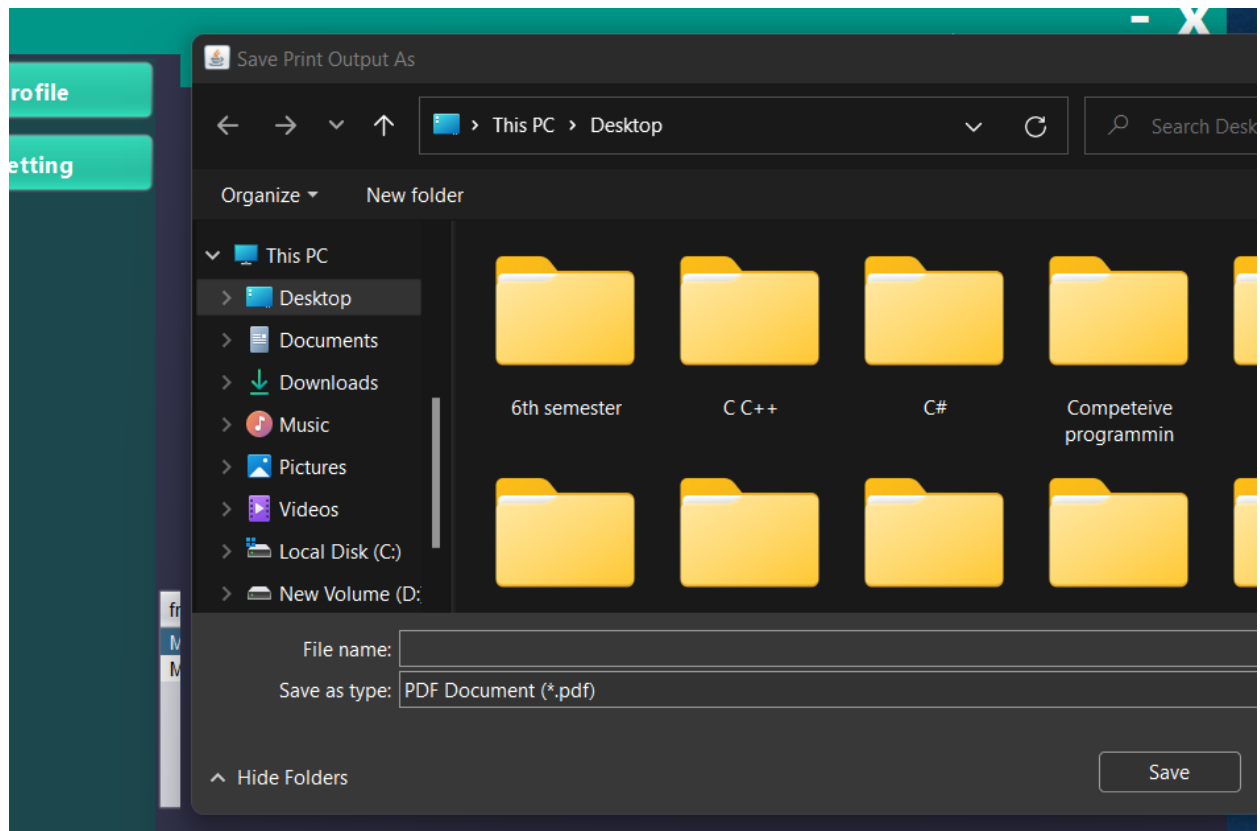 - X
Save Print Output As
rofile
This PC > Desktop
Search Desk
etting
Organize
New folder
This PC
Desktop
Documents
Downloads
Music
Pictures
Videos
Local Disk (C:)
New Volume (D:
6th semester
C C++
C#
Competeive
programmin
fr
M
M
File name:
Save as type: PDF Document (*.pdf)
Hide Folders
Save